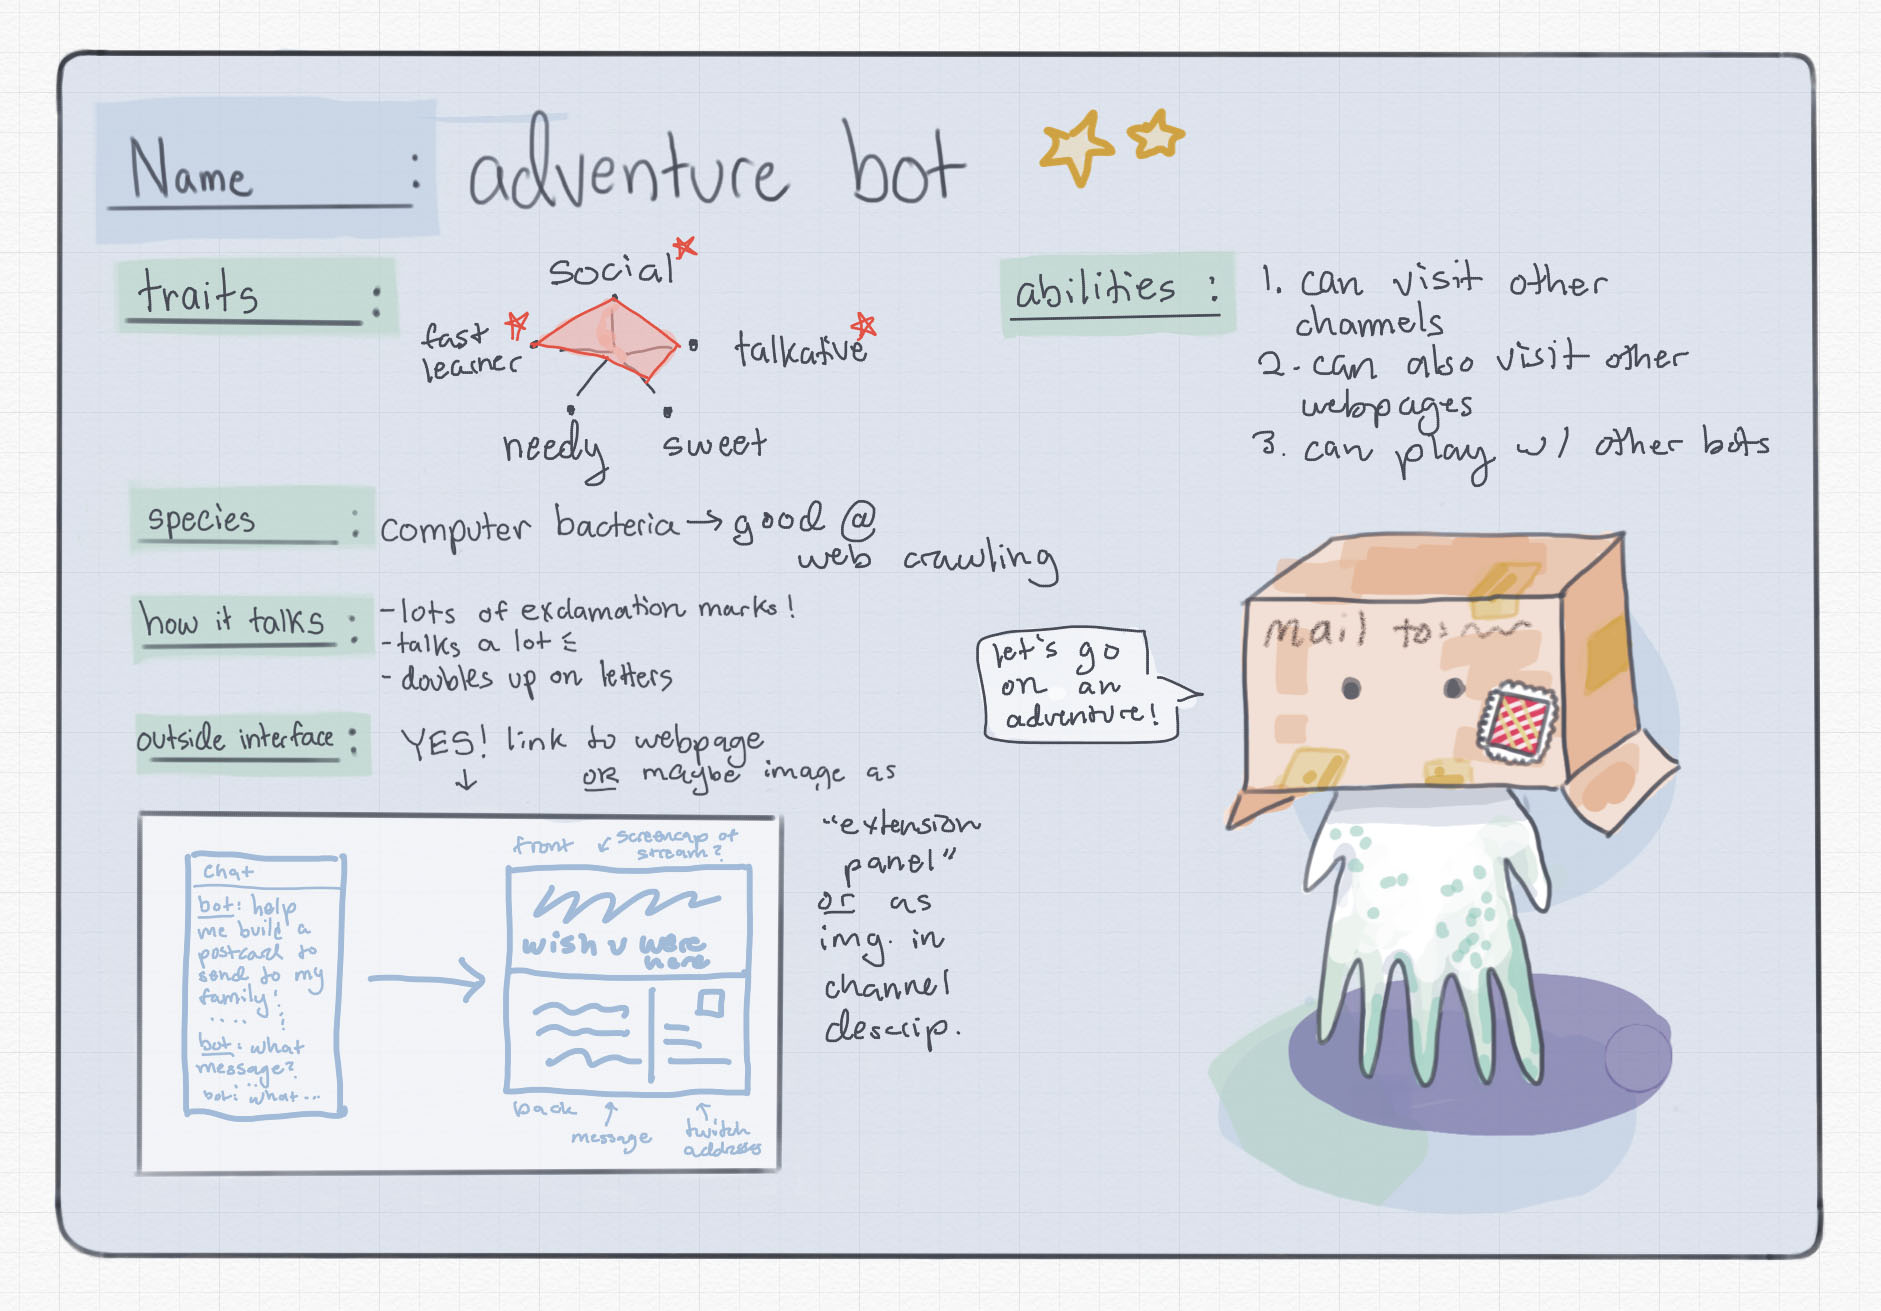 Name : adventure bot
traits :
social
fast
learner
talkative
needy
sweet
abilities :
1. can visit other
channels
2. can also visit other
webpages
3. can play w/ other bots
species : computer bacteria → good @
web crawling
how it talks : - lots of exclamation marks!
- talks a lot
- doubles up on letters
outside interface : YES! link to webpage
↓ or maybe image as
"extension
panel"
or as
img. in
channel
descrip.
chat
bot: help
me build a
postcard to
send to my
family!
.... !
bot: what
message?
...
bot: what...
front
screencap of
stream?
wish u were
here
back
message
twitch
address
let's go
on an
adventure!
mail to: